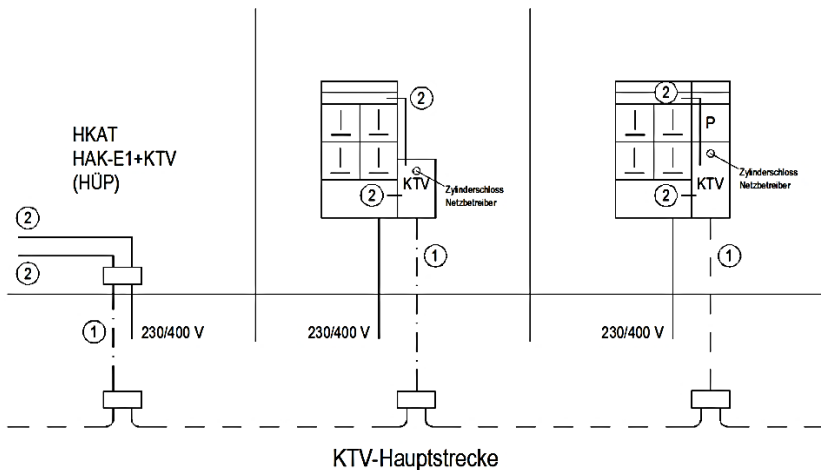 HKAT
HAK-E1+KTV
(HÜP)
2
2
1
230/400 V
2
2
KTV
Zylinderschloss
Netzbetreiber
1
230/400 V
2
P
2
KTV
Zylinderschloss
Netzbetreiber
1
230/400 V
KTV-Hauptstrecke